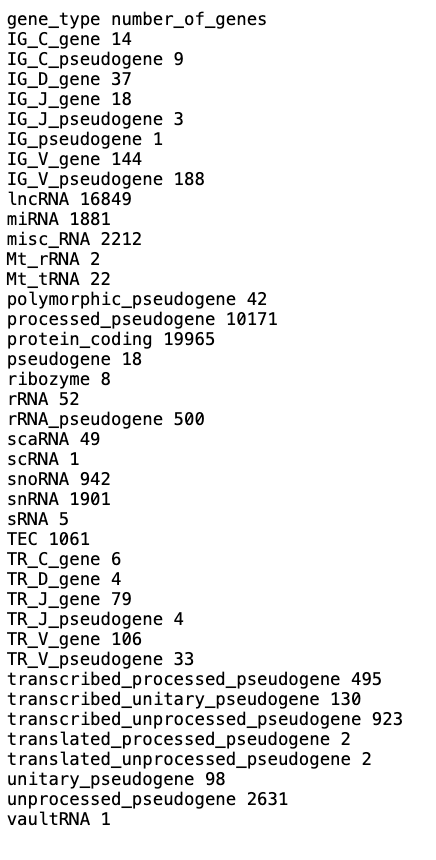 gene_type number_of_genes
IG_C_gene 14
IG_C_pseudogene 9
IG_D_gene 37
IG_J_gene 18
IG_J_pseudogene 3
IG_pseudogene 1
IG_V_gene 144
IG_V_pseudogene 188
lncRNA 16849
miRNA 1881
misc_RNA 2212
Mt_rRNA 2
Mt_tRNA 22
polymorphic_pseudogene 42
processed_pseudogene 10171
protein_coding 19965
pseudogene 18
ribozyme 8
rRNA 52
rRNA_pseudogene 500
scaRNA 49
scRNA 1
snoRNA 942
snRNA 1901
sRNA 5
TEC 1061
TR_C_gene 6
TR_D_gene 4
TR_J_gene 79
TR_J_pseudogene 4
TR_V_gene 106
TR_V_pseudogene 33
transcribed_processed_pseudogene 495
transcribed_unitary_pseudogene 130
transcribed_unprocessed_pseudogene 923
translated_processed_pseudogene 2
translated_unprocessed_pseudogene 2
unitary_pseudogene 98
unprocessed_pseudogene 2631
vaultRNA 1